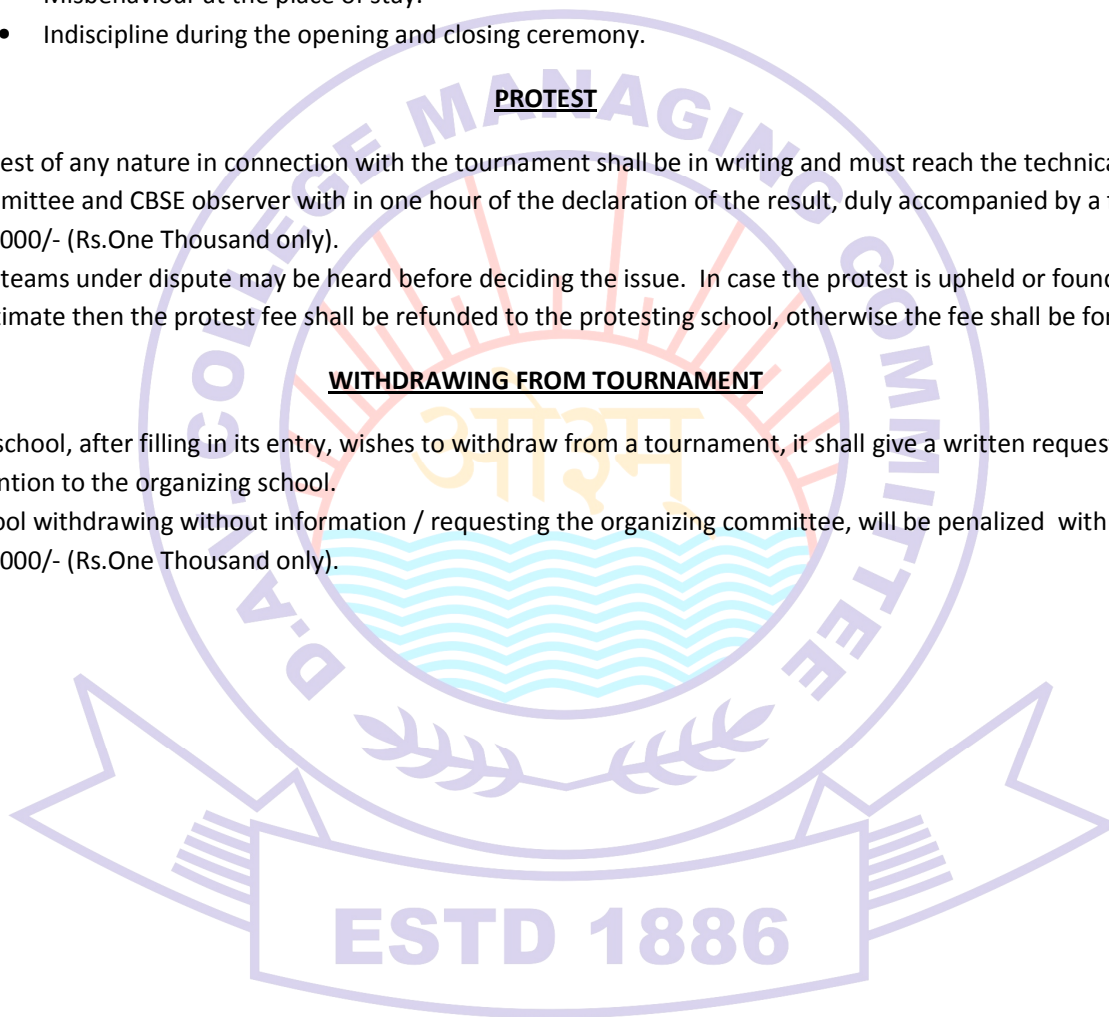 Misbehaviour at the place of stay.
• Indiscipline during the opening and closing ceremony.
PROTEST
est of any nature in connection with the tournament shall be in writing and must reach the technica
mittee and CBSE observer with in one hour of the declaration of the result, duly accompanied by a
000/- (Rs.One Thousand only).
teams under dispute may be heard before deciding the issue. In case the protest is upheld or found
timate then the protest fee shall be refunded to the protesting school, otherwise the fee shall be for
WITHDRAWING FROM TOURNAMENT
school, after filling in its entry, wishes to withdraw from a tournament, it shall give a written reques
ntion to the organizing school.
ool withdrawing without information / requesting the organizing committee, will be penalized with
000/- (Rs.One Thousand only).
D.A.V. COLLEGE MANAGING COMMITTEE
ओ३म्
ESTD 1886